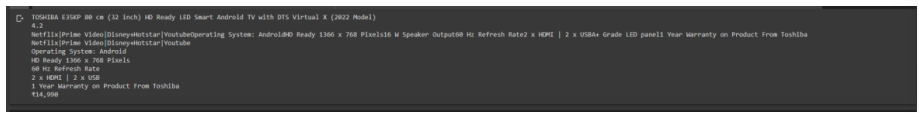 TOSHIBA E35KP 80 cm (32 inch) HD Ready LED Smart Android TV with DTS Virtual X (2022 Model)
4.2
Netflix|Prime Video|Disney+Hotstar|YoutubeOperating System: AndroidHD Ready 1366 x 768 Pixels16 W Speaker Output60 Hz Refresh Rate2 x HDMI | 2 x USBA+ Grade LED panel1 Year Warranty on Product From Toshiba
Netflix|Prime Video|Disney+Hotstar|Youtube
Operating System: Android
HD Ready 1366 x 768 Pixels
60 Hz Refresh Rate
2 x HDMI | 2 x USB
1 Year Warranty on Product From Toshiba
₹14,990